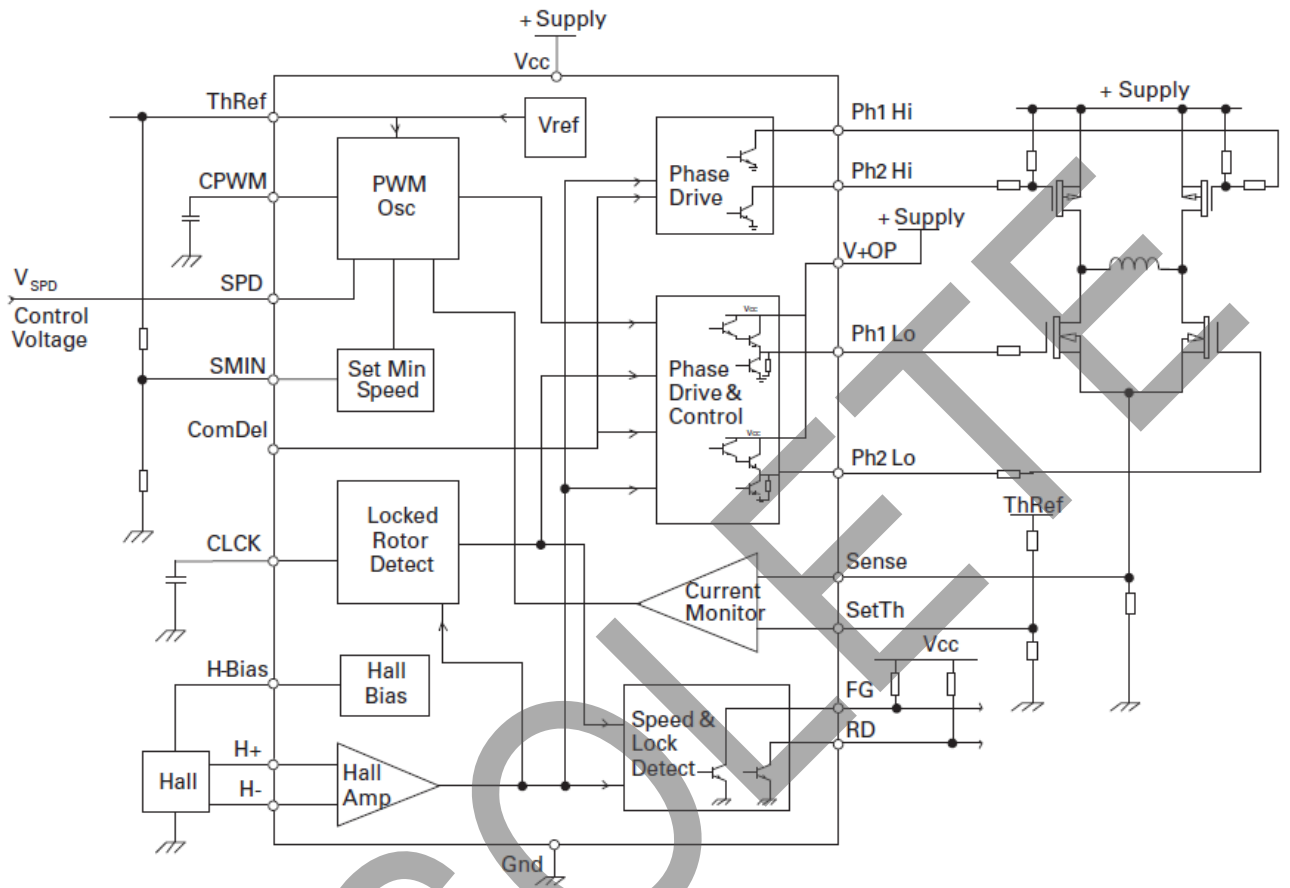 + Supply
Vcc
ThRef
Vref
CPWM
PWM
Osc
Phase
Drive
Ph1 Hi
Ph2 Hi
+ Supply
+ Supply
V+OP
VSPD
Control
Voltage
SPD
SMIN
Set Min
Speed
ComDel
Vcc
Phase
Drive &
Control
Vcc
Ph1 Lo
Ph2 Lo
ThRef
CLCK
Locked
Rotor
Detect
Current
Monitor
Sense
SetTh
Vcc
H-Bias
Hall
Bias
FG
RD
Speed &
Lock
Detect
Hall
H+
H-
Hall
Amp
Gnd
OLETE